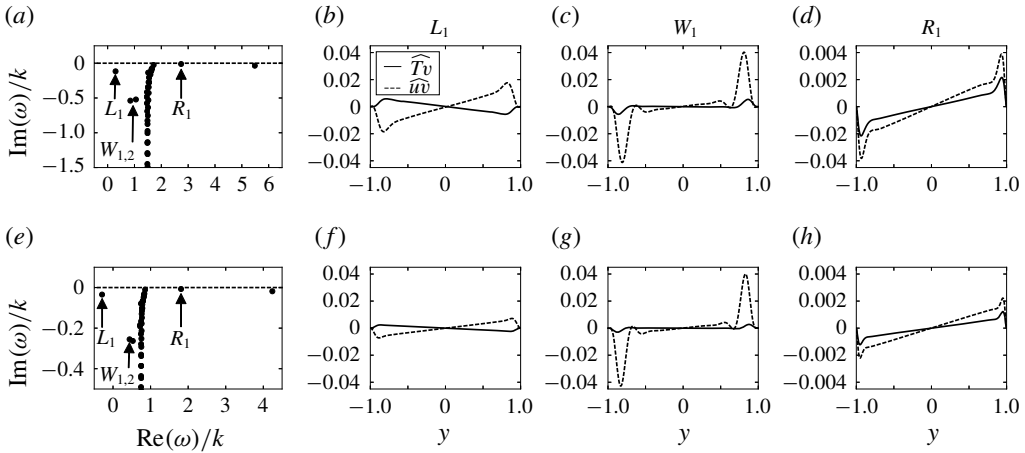 (a)
Im(ω)/k
0
−0.5
−1.0
−1.5
L1
R1
W1,2
0 1 2 3 4 5 6
(b)
L1
0.04
0.02
0
−0.02
−0.04
T̂v
ûv
−1.0 0 1.0
y
(c)
W1
0.04
0.02
0
−0.02
−0.04
−1.0 0 1.0
y
(d)
R1
0.004
0.002
0
−0.002
−0.004
−1.0 0 1.0
y
(e)
Im(ω)/k
0
−0.2
−0.4
L1
R1
W1,2
0 1 2 3 4
Re(ω)/k
(f)
0.04
0.02
0
−0.02
−0.04
−1.0 0 1.0
y
(g)
0.04
0.02
0
−0.02
−0.04
−1.0 0 1.0
y
(h)
0.004
0.002
0
−0.002
−0.004
−1.0 0 1.0
y